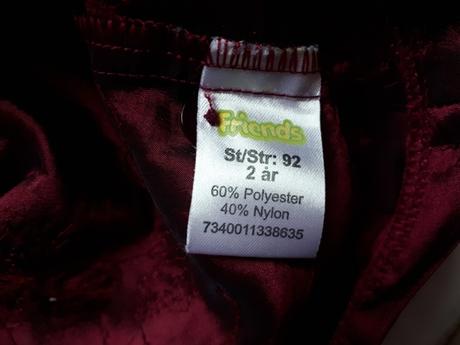 Friends
St/Str: 92
2 år
60% Polyester
40% Nylon
7340011338635